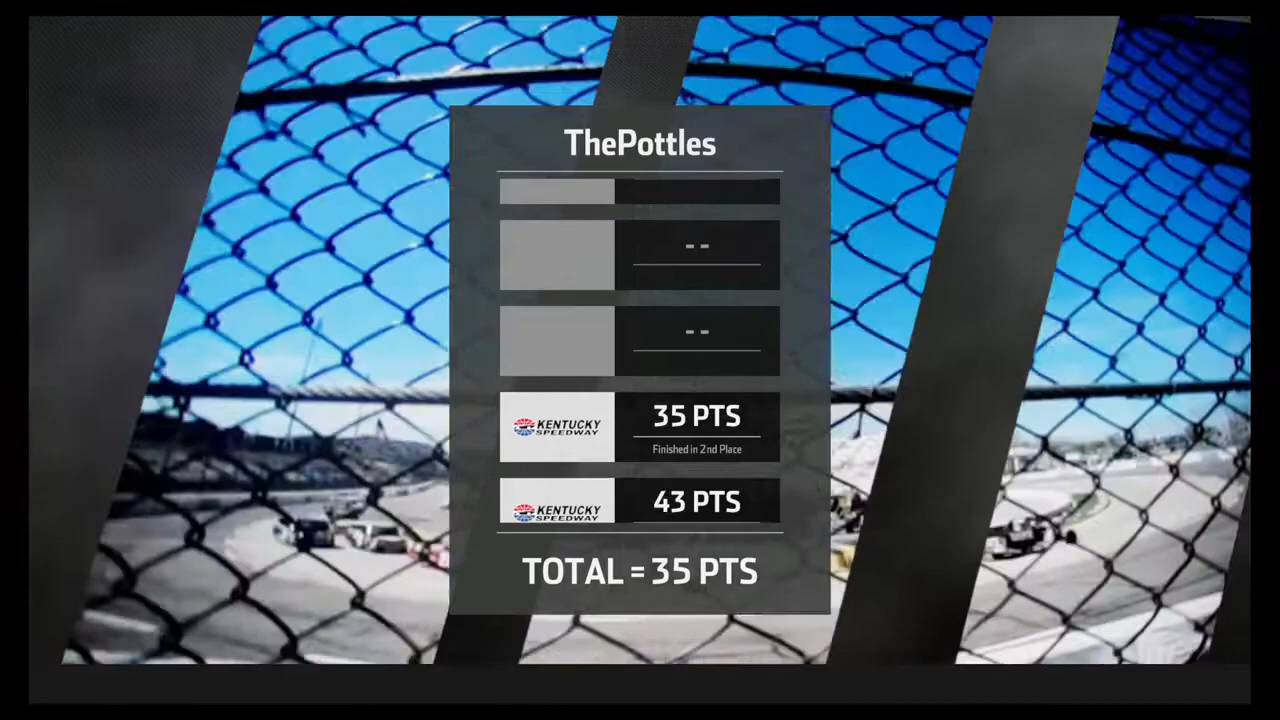 ThePottles
--
--
KENTUCKY
SPEEDWAY
35 PTS
Finished in 2nd Place
KENTUCKY
SPEEDWAY
43 PTS
TOTAL = 35 PTS